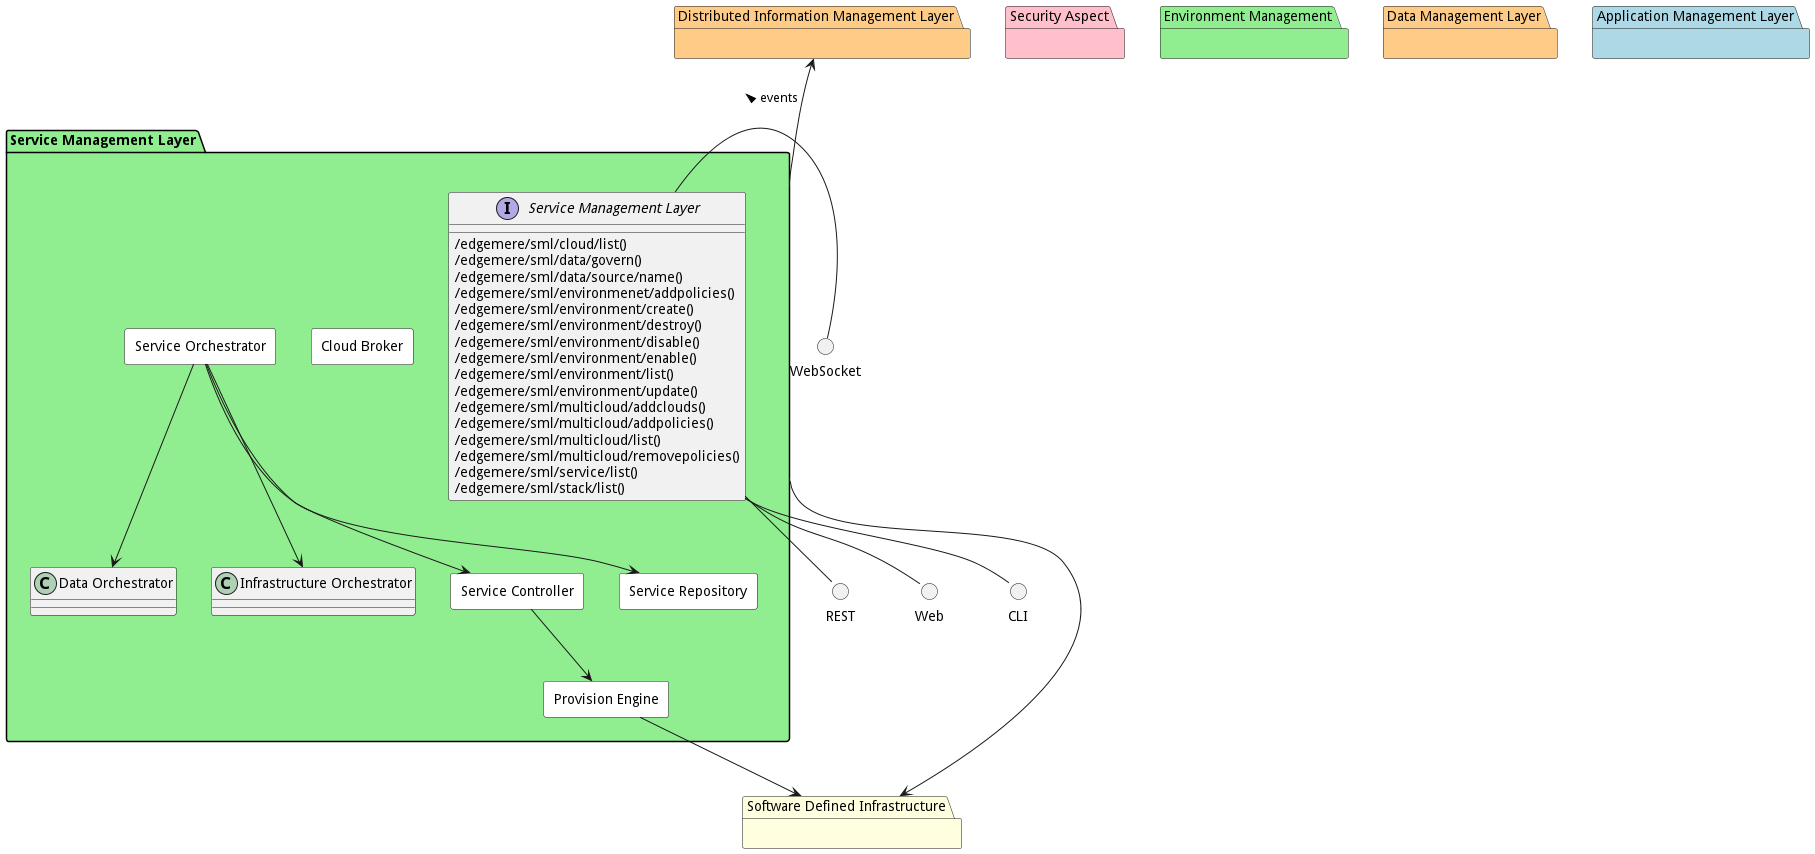 Distributed Information Management Layer
Security Aspect
Environment Management
Data Management Layer
Application Management Layer
events
Service Management Layer
I
Service Management Layer
/edgemere/sml/cloud/list()
/edgemere/sml/data/govern()
/edgemere/sml/data/source/name()
/edgemere/sml/environmenet/addpolicies()
/edgemere/sml/environment/create()
/edgemere/sml/environment/destroy()
/edgemere/sml/environment/disable()
/edgemere/sml/environment/enable()
/edgemere/sml/environment/list()
/edgemere/sml/environment/update()
/edgemere/sml/multicloud/addclouds()
/edgemere/sml/multicloud/addpolicies()
/edgemere/sml/multicloud/list()
/edgemere/sml/multicloud/removepolicies()
/edgemere/sml/service/list()
/edgemere/sml/stack/list()
Service Orchestrator
Cloud Broker
WebSocket
C
Data Orchestrator
C
Infrastructure Orchestrator
Service Controller
Service Repository
REST
Web
CLI
Provision Engine
Software Defined Infrastructure